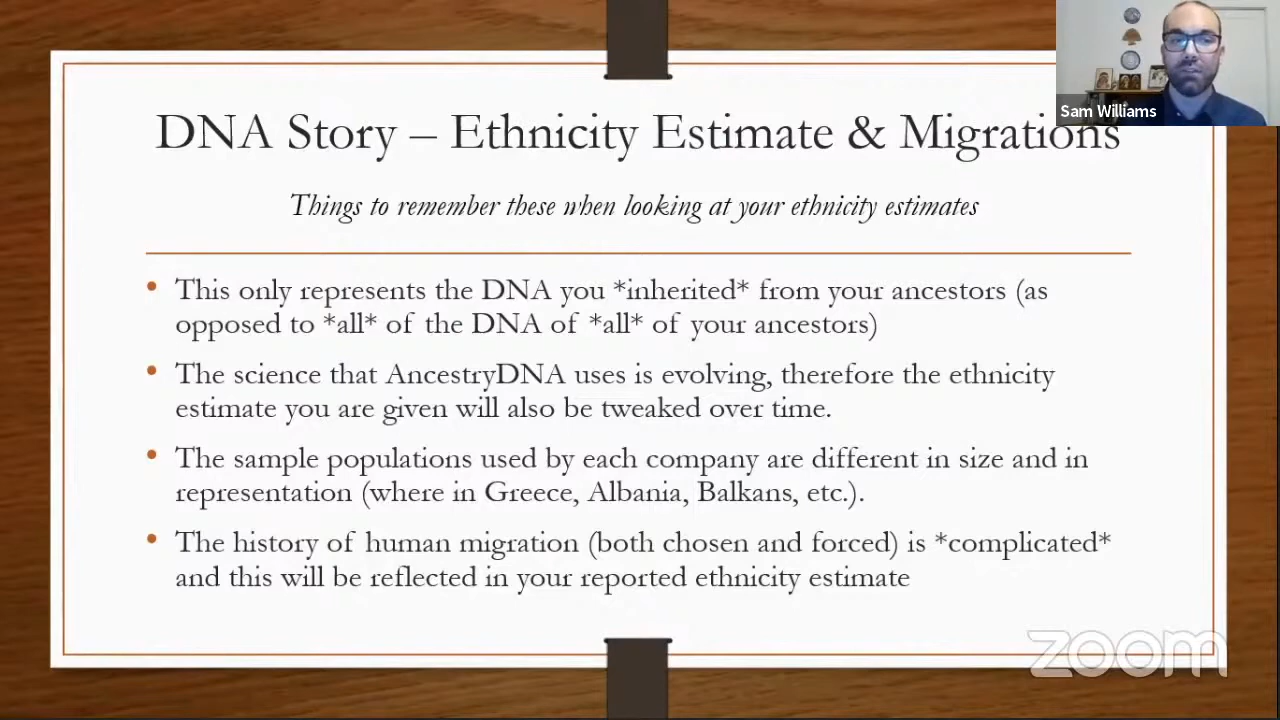 Sam Williams
DNA Story – Ethnicity Estimate & Migrations
Things to remember these when looking at your ethnicity estimates
• This only represents the DNA you *inherited* from your ancestors (as
opposed to *all* of the DNA of *all* of your ancestors)
• The science that AncestryDNA uses is evolving, therefore the ethnicity
estimate you are given will also be tweaked over time.
• The sample populations used by each company are different in size and in
representation (where in Greece, Albania, Balkans, etc.).
• The history of human migration (both chosen and forced) is *complicated*
and this will be reflected in your reported ethnicity estimate
zoom